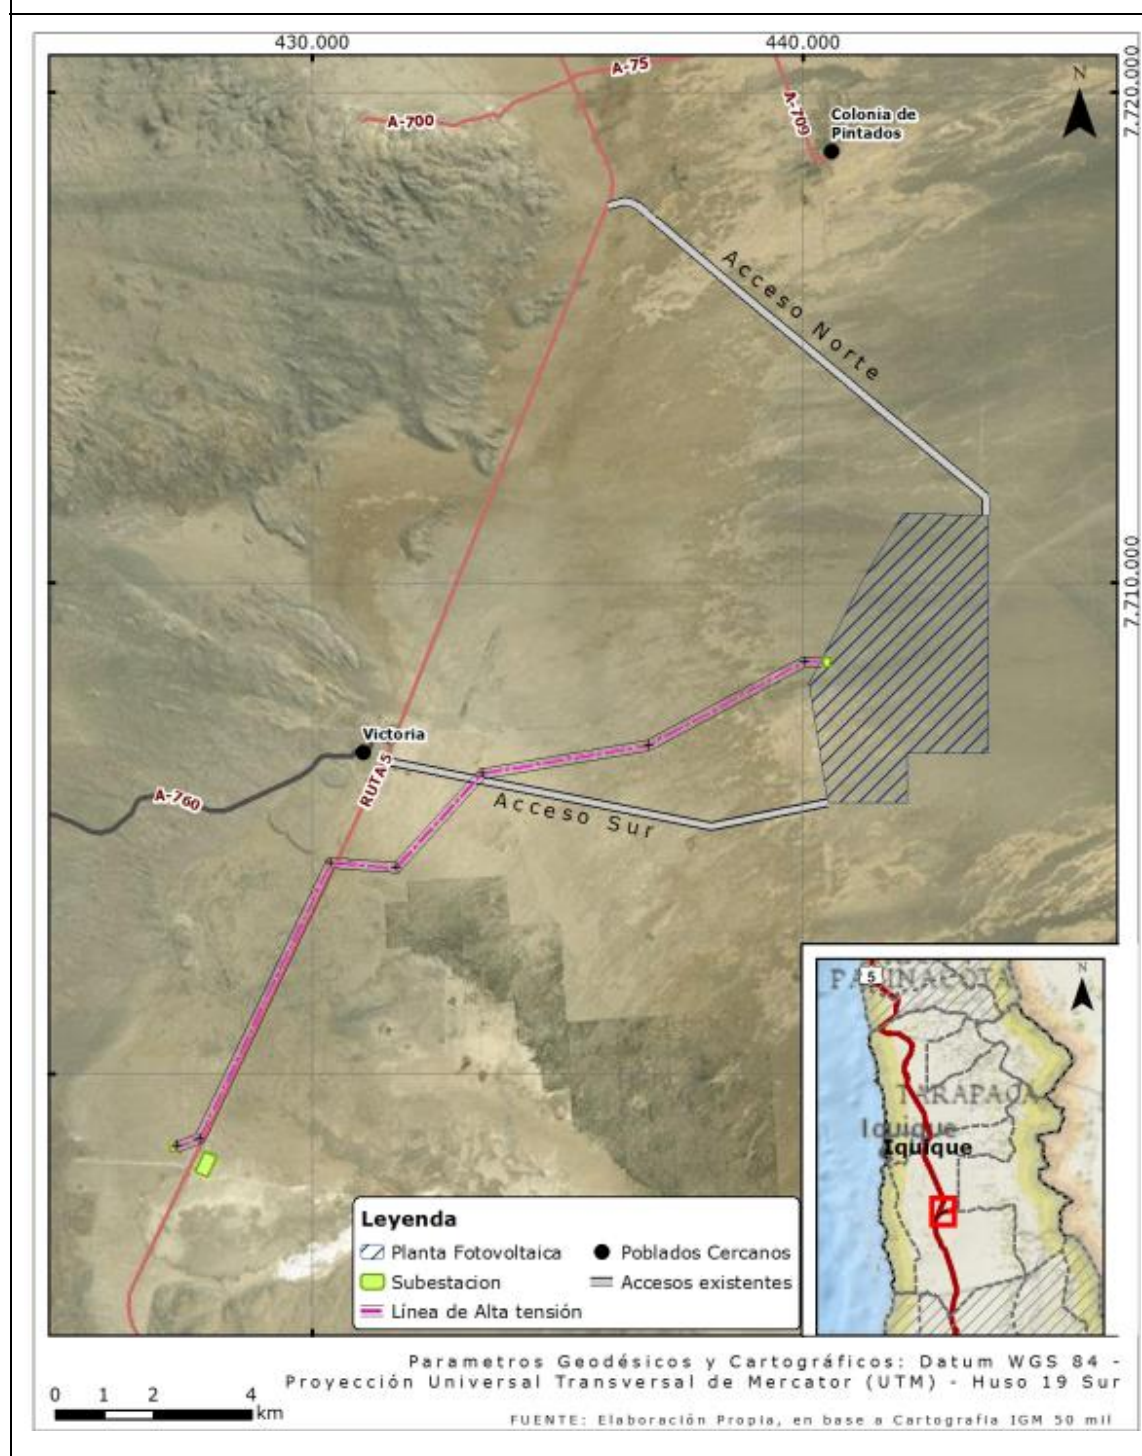 430.000
440.000
7.720.000
A-75
A-700
A-709
Colonia de
Pintados
N
Acceso Norte
7.710.000
Victoria
RUTA 5
A-760
Acceso Sur
5
N
TARAPACA
Iquique
Iquique
Leyenda
Planta Fotovoltaica
Poblados Cercanos
Subestacion
Accesos existentes
Línea de Alta tensión
Parametros Geodésicos y Cartográficos: Datum WGS 84 -
Proyección Universal Transversal de Mercator (UTM) - Huso 19 Sur
0 1 2 4
km
FUENTE: Elaboración Propia, en base a Cartografía IGM 50 mil